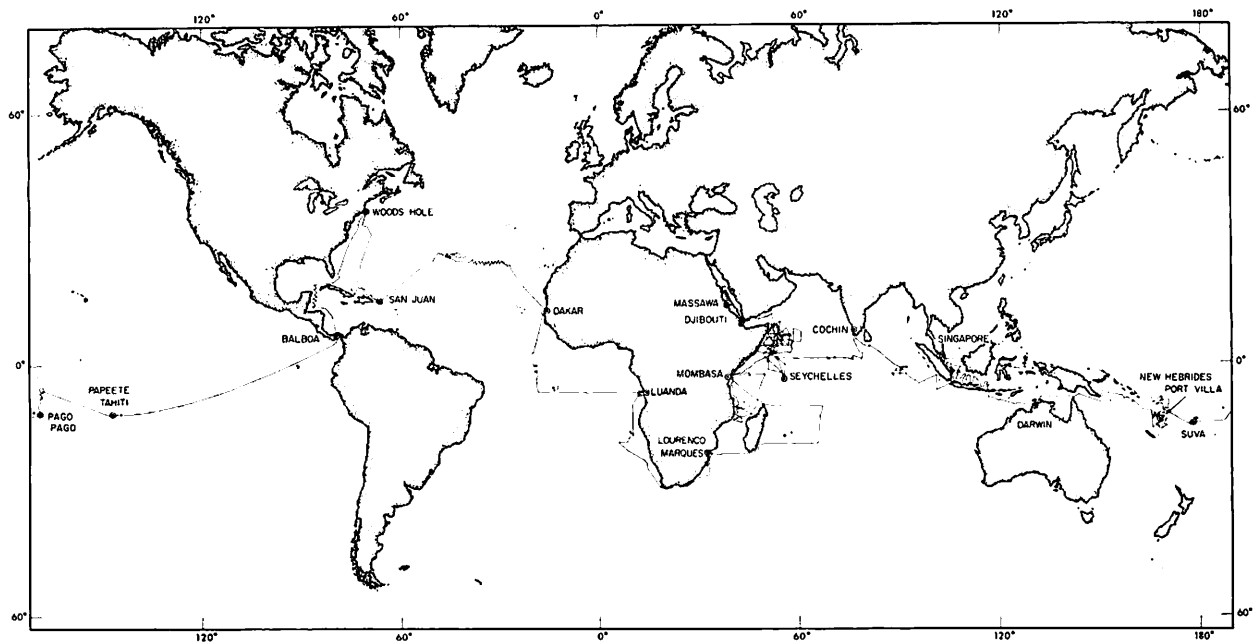 120°
60°
0°
60°
120°
180°
60°
60°
WOODS HOLE
SAN JUAN
DAKAR
MASSAWA
DJIBOUTI
COCHIN
SINGAPORE
BALBOA
0°
0°
PAPEETE
TAHITI
MOMBASA
SEYCHELLES
NEW HEBRIDES
PORT VILLA
PAGO
PAGO
LUANDA
LOURENCO
MARQUES
DARWIN
SUVA
60°
60°
120°
60°
0°
60°
120°
180°